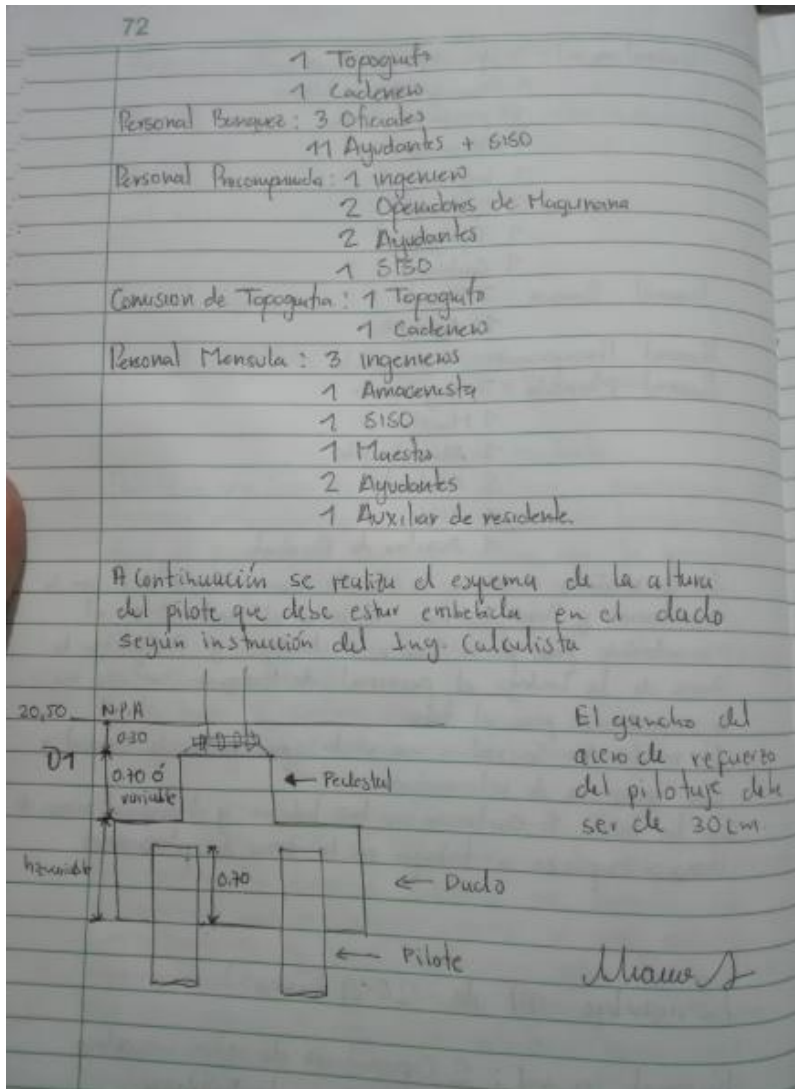 72
1 Topografo
1 Cadenero
Personal Benquez: 3 Oficiales
11 Ayudantes + SISO
Personal Precomprimida: 1 ingeniero
2 Operadores de Maquinaria
2 Ayudantes
1 SISO
Comision de Topografia: 1 Topografo
1 Cadenero
Personal Mensula: 3 ingenieros
1 Almacenista
1 SISO
1 Maestro
2 Ayudantes
1 Auxiliar de residente.
A Continuación se realiza el esquema de la altura
del pilote que debe estar embebida en el dado
según instrucción del Ing. Calculista
20,50 N.P.A
0.30
D1
0.70 ó
variable
← Pedestal
h=variable
0.70
← Dado
← Pilote
El gancho del
acero de refuerzo
del pilotaje debe
ser de 30cm